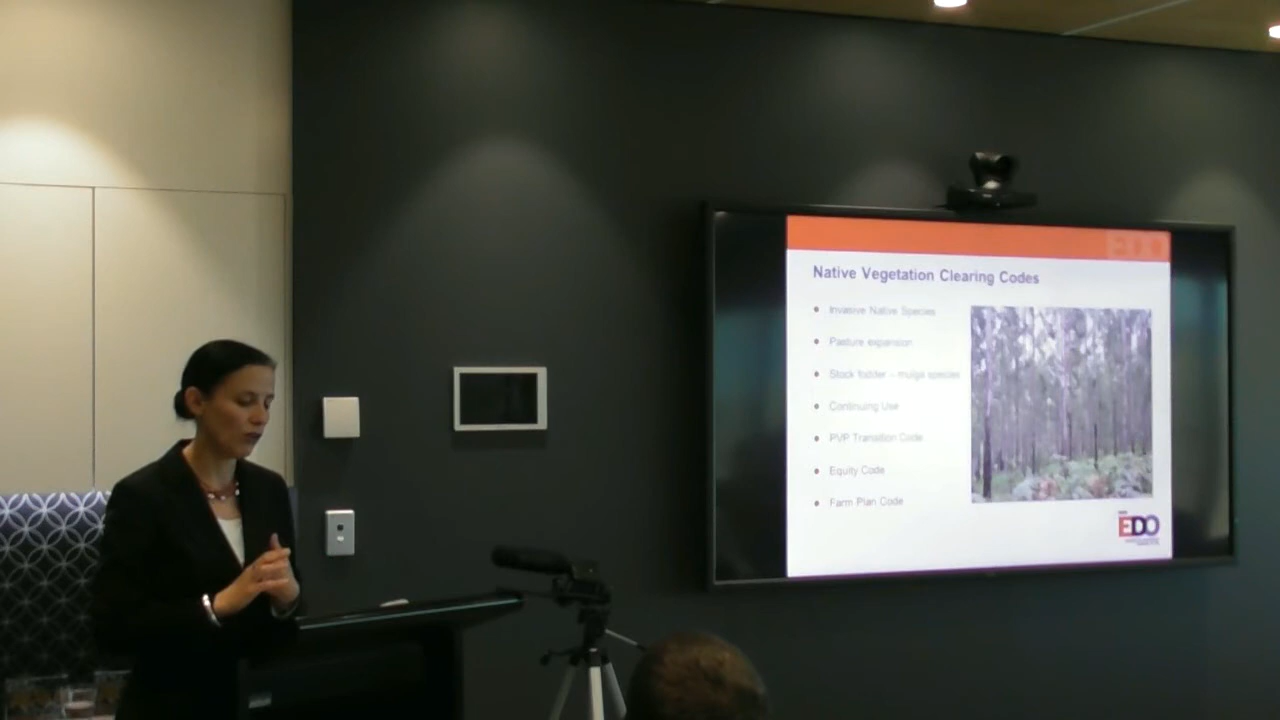 EDO
Native Vegetation Clearing Codes
Invasive Native Species
Pasture expansion
Stock fodder – mulga species
Continuing Use
PVP Transition Code
Equity Code
Farm Plan Code
EDO